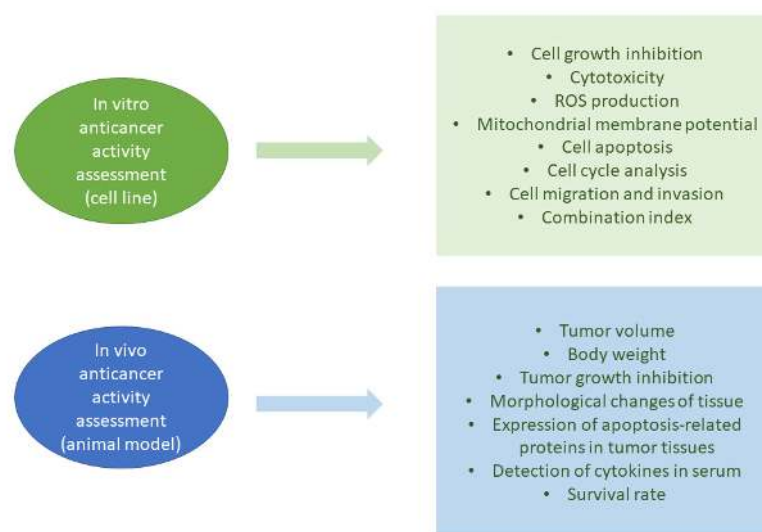 In vitro
anticancer
activity
assessment
(cell line)
• Cell growth inhibition
• Cytotoxicity
• ROS production
• Mitochondrial membrane potential
• Cell apoptosis
• Cell cycle analysis
• Cell migration and invasion
• Combination index
In vivo
anticancer
activity
assessment
(animal model)
• Tumor volume
• Body weight
• Tumor growth inhibition
• Morphological changes of tissue
• Expression of apoptosis-related
proteins in tumor tissues
• Detection of cytokines in serum
• Survival rate